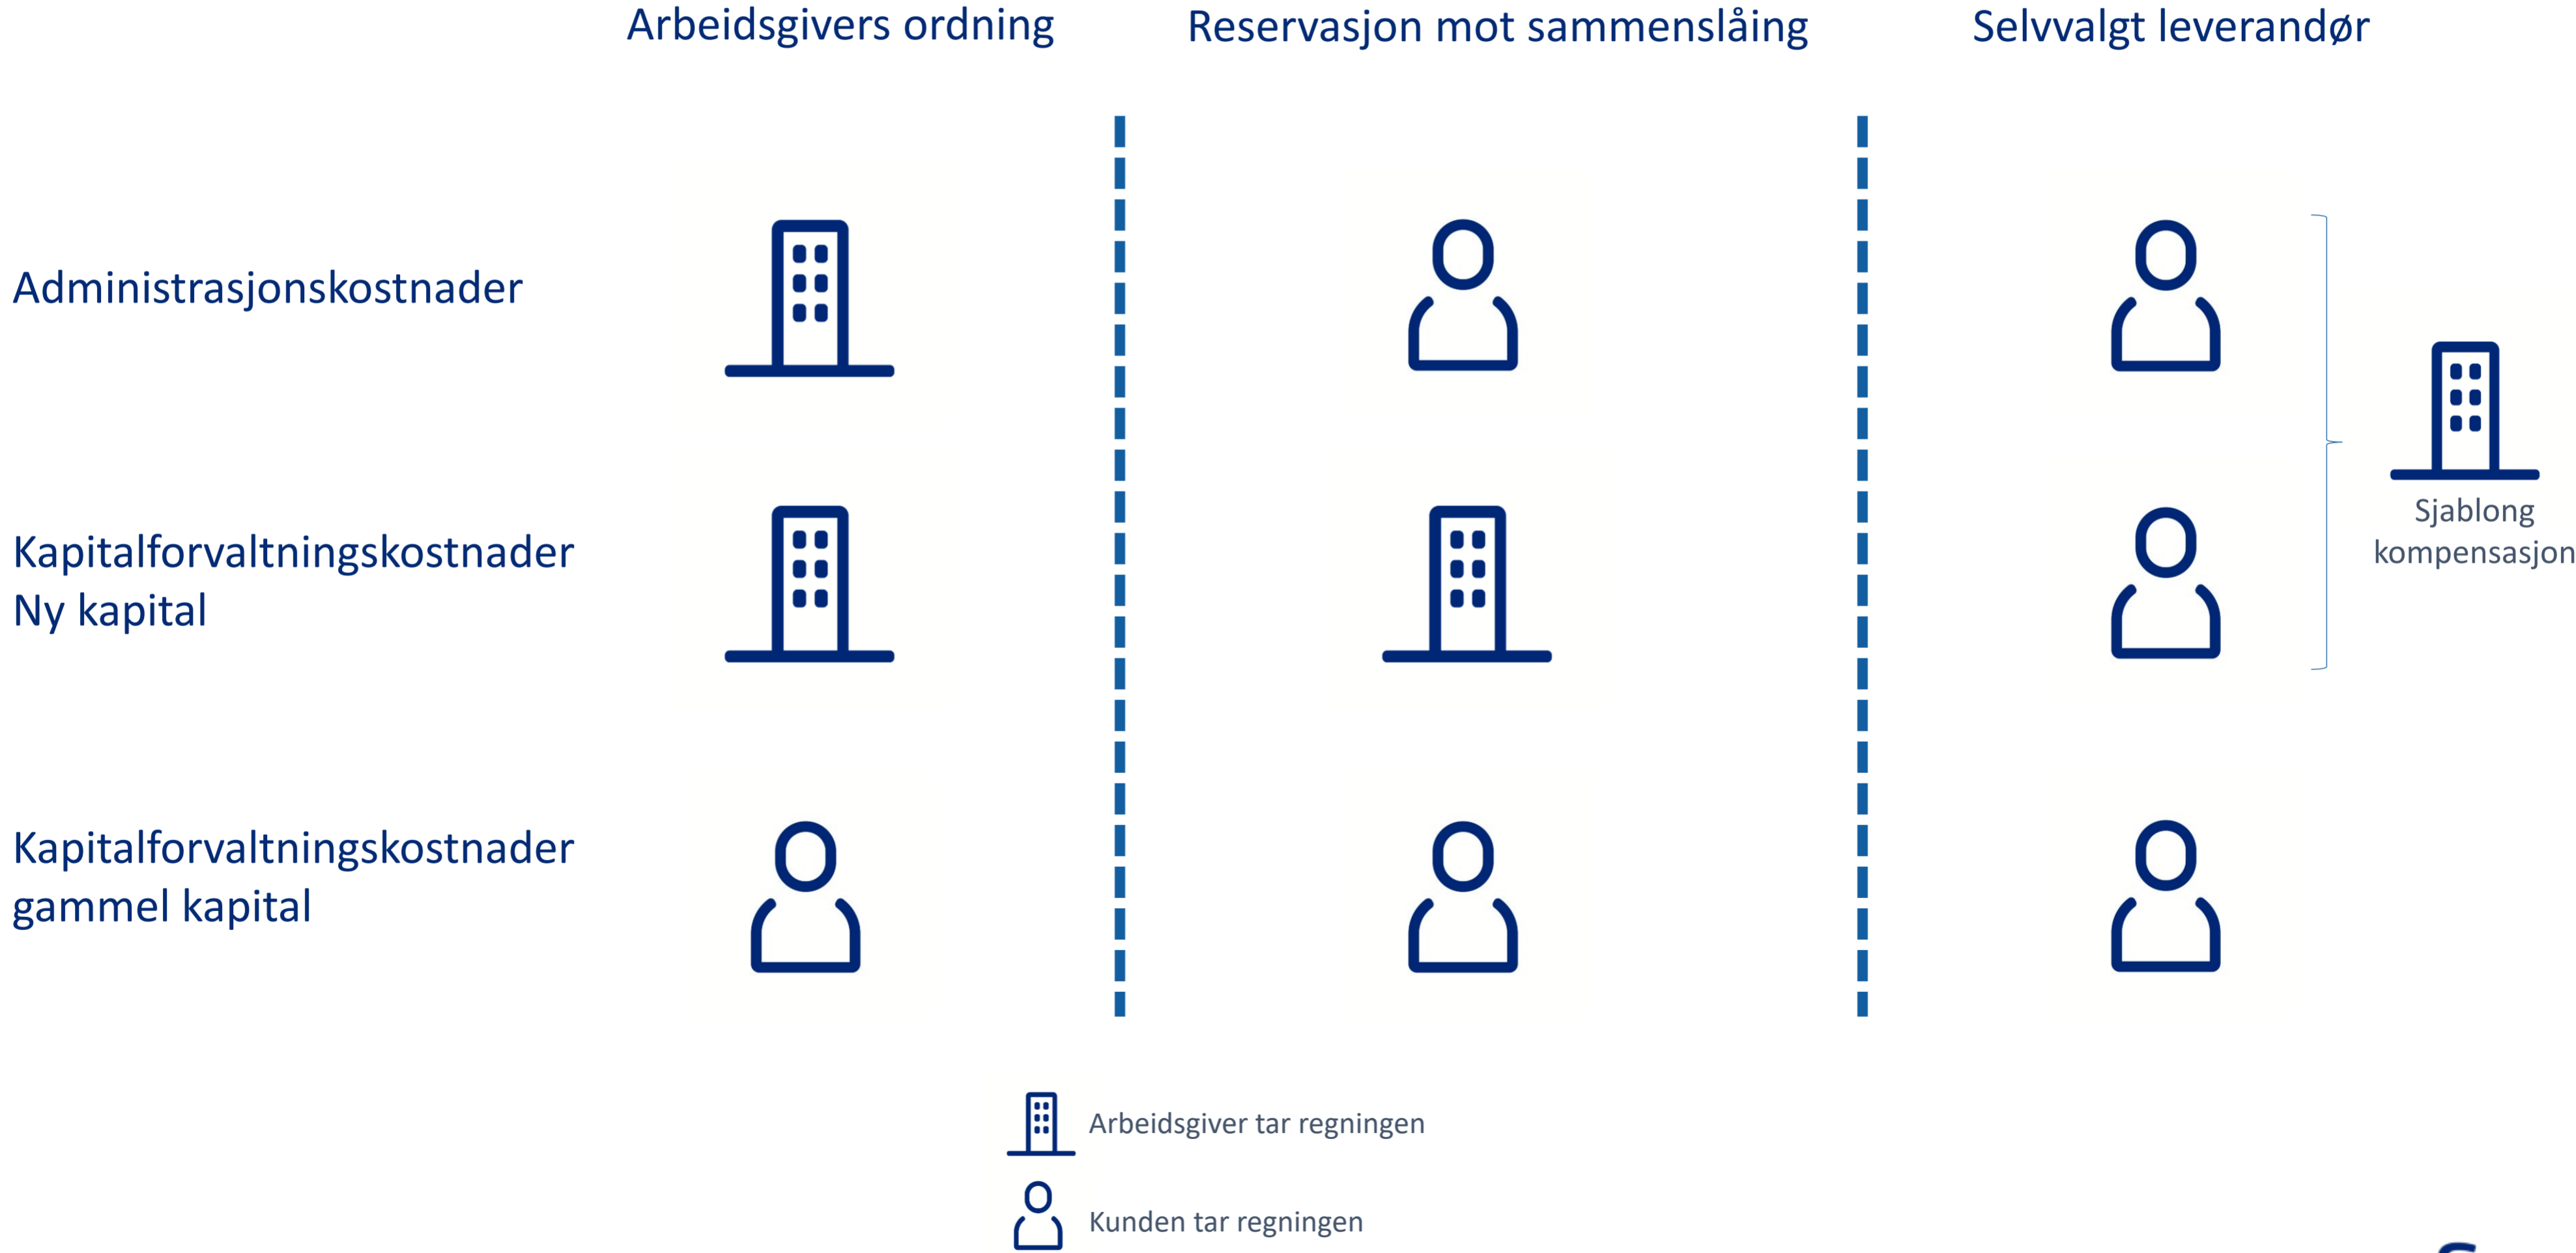 Arbeidsgivers ordning
Reservasjon mot sammenslåing
Selvvalgt leverandør
Administrasjonskostnader
Sjablong
kompensasjon
Kapitalforvaltningskostnader
Ny kapital
Kapitalforvaltningskostnader
gammel kapital
Arbeidsgiver tar regningen
Kunden tar regningen